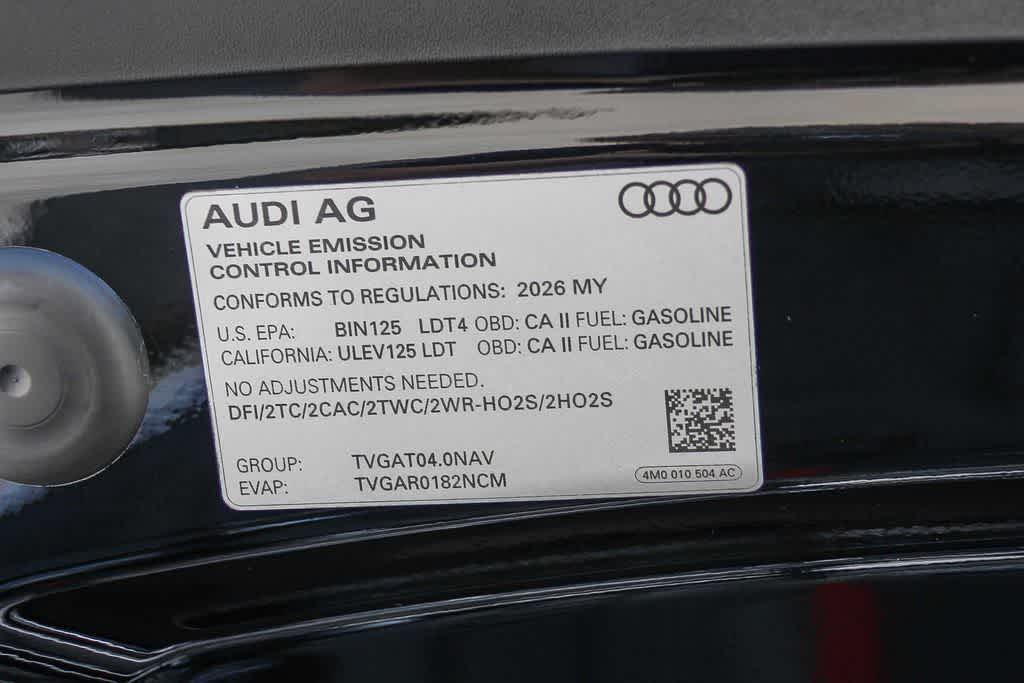 AUDI AG
VEHICLE EMISSION
CONTROL INFORMATION
CONFORMS TO REGULATIONS: 2026 MY
U.S. EPA: BIN125 LDT4 OBD: CA II FUEL: GASOLINE
CALIFORNIA: ULEV125 LDT OBD: CA II FUEL: GASOLINE
NO ADJUSTMENTS NEEDED.
DFI/2TC/2CAC/2TWC/2WR-HO2S/2HO2S
GROUP: TVGAT04.0NAV
EVAP: TVGAR0182NCM
4M0 010 504 AC